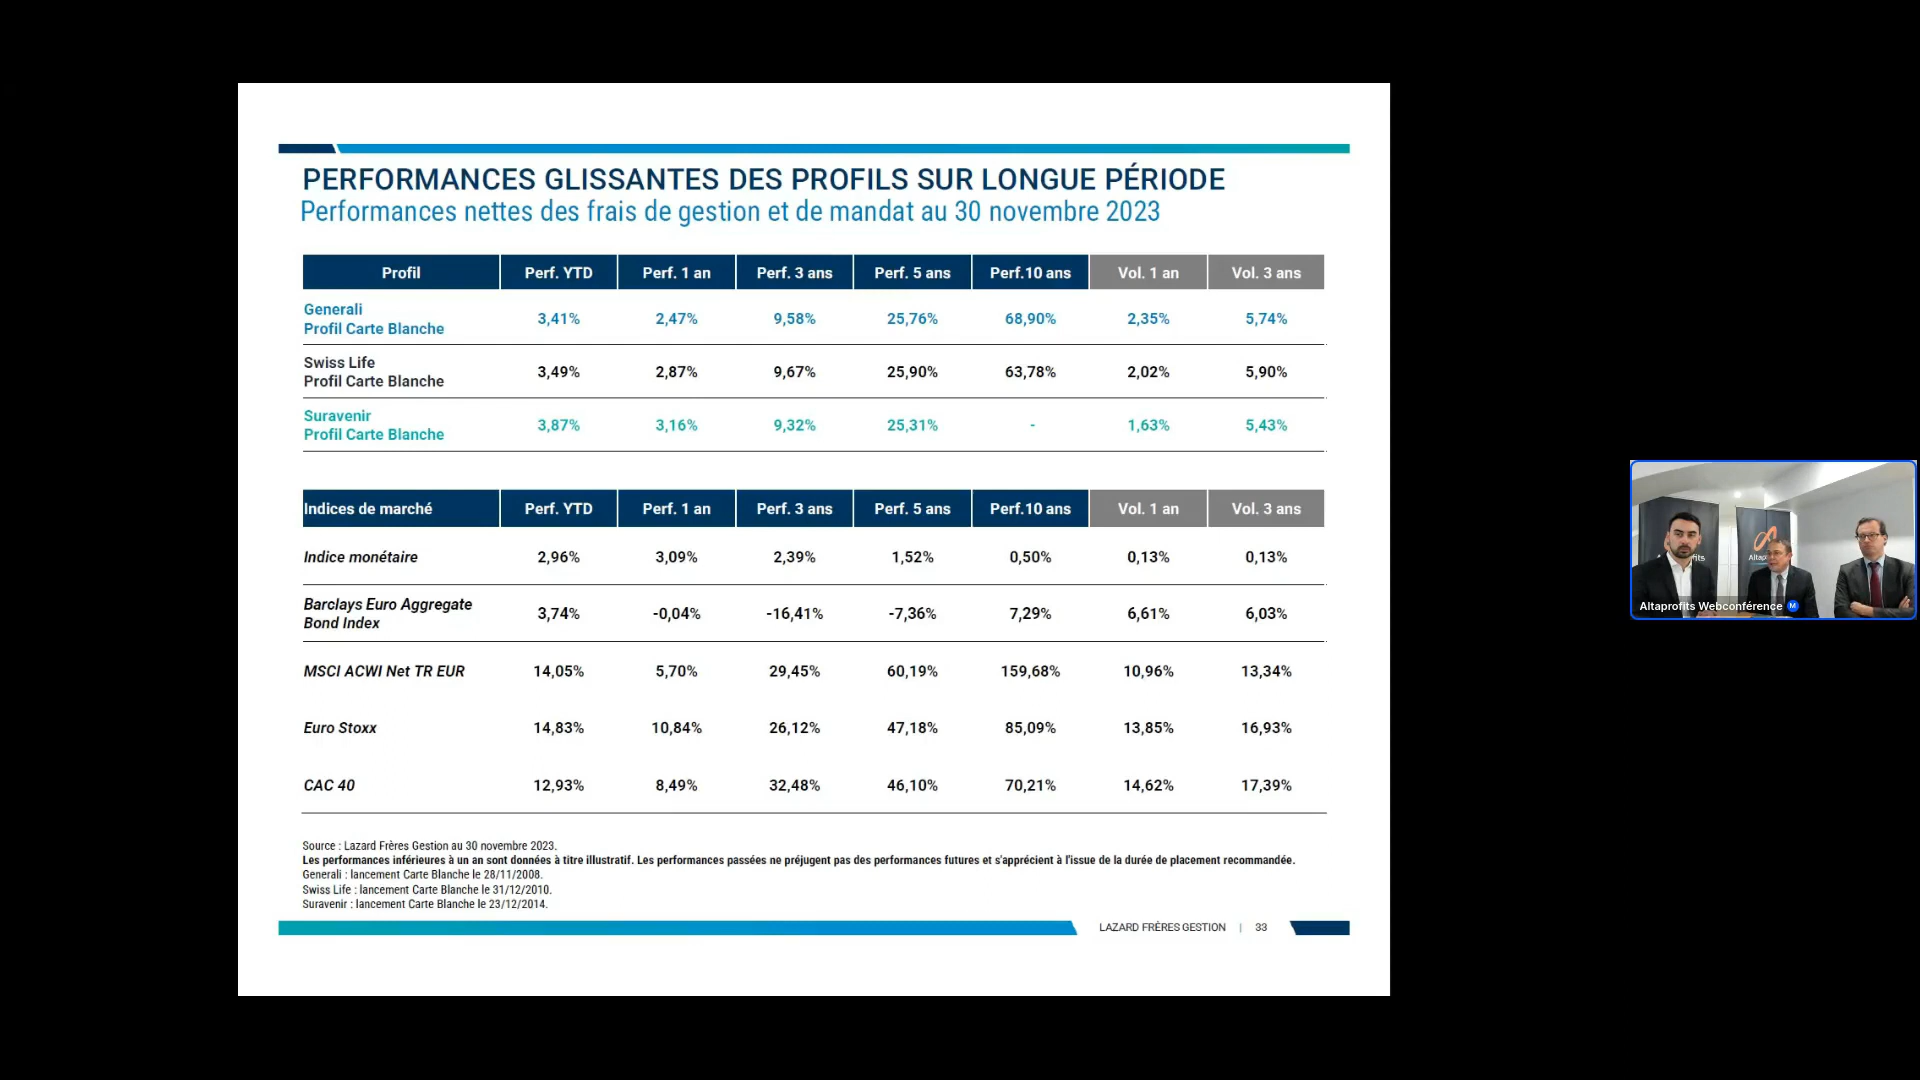 PERFORMANCES GLISSANTES DES PROFILS SUR LONGUE PÉRIODE
Performances nettes des frais de gestion et de mandat au 30 novembre 2023
Profil Perf. YTD Perf. 1 an Perf. 3 ans Perf. 5 ans Perf.10 ans Vol. 1 an Vol. 3 ans
Generali
Profil Carte Blanche 3,41% 2,47% 9,58% 25,76% 68,90% 2,35% 5,74%
Swiss Life
Profil Carte Blanche 3,49% 2,87% 9,67% 25,90% 63,78% 2,02% 5,90%
Suravenir
Profil Carte Blanche 3,87% 3,16% 9,32% 25,31% - 1,63% 5,43%
Indices de marché Perf. YTD Perf. 1 an Perf. 3 ans Perf. 5 ans Perf.10 ans Vol. 1 an Vol. 3 ans
Indice monétaire 2,96% 3,09% 2,39% 1,52% 0,50% 0,13% 0,13%
Barclays Euro Aggregate
Bond Index 3,74% -0,04% -16,41% -7,36% 7,29% 6,61% 6,03%
MSCI ACWI Net TR EUR 14,05% 5,70% 29,45% 60,19% 159,68% 10,96% 13,34%
Euro Stoxx 14,83% 10,84% 26,12% 47,18% 85,09% 13,85% 16,93%
CAC 40 12,93% 8,49% 32,48% 46,10% 70,21% 14,62% 17,39%
Source : Lazard Frères Gestion au 30 novembre 2023.
Les performances inférieures à un an sont données à titre illustratif. Les performances passées ne préjugent pas des performances futures et s'apprécient à l'issue de la durée de placement recommandée.
Generali : lancement Carte Blanche le 28/11/2008.
Swiss Life : lancement Carte Blanche le 31/12/2010.
Suravenir : lancement Carte Blanche le 23/12/2014.
LAZARD FRÈRES GESTION | 33
Altaprofits Webconférence M